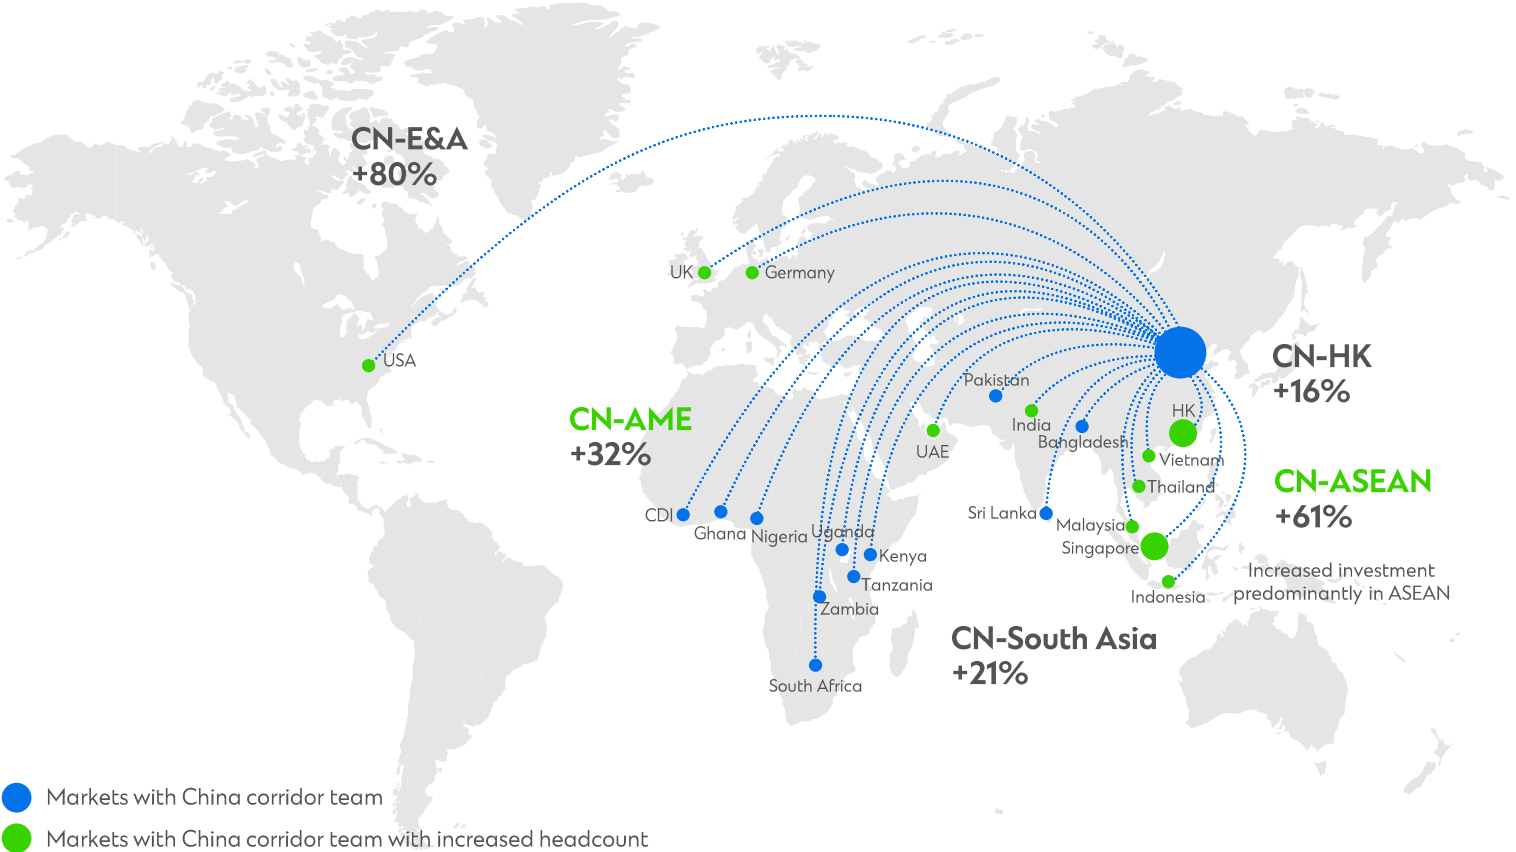 CN-E&A
+80%
UK
Germany
USA
CN-HK
+16%
Pakistan
HK
India
Bangladesh
CN-AME
+32%
UAE
Vietnam
CN-ASEAN
+61%
Thailand
CDI
Ghana
Nigeria
Uganda
Sri Lanka
Malaysia
Singapore
Kenya
Tanzania
Zambia
Indonesia
Increased investment
predominantly in ASEAN
CN-South Asia
+21%
South Africa
Markets with China corridor team
Markets with China corridor team with increased headcount